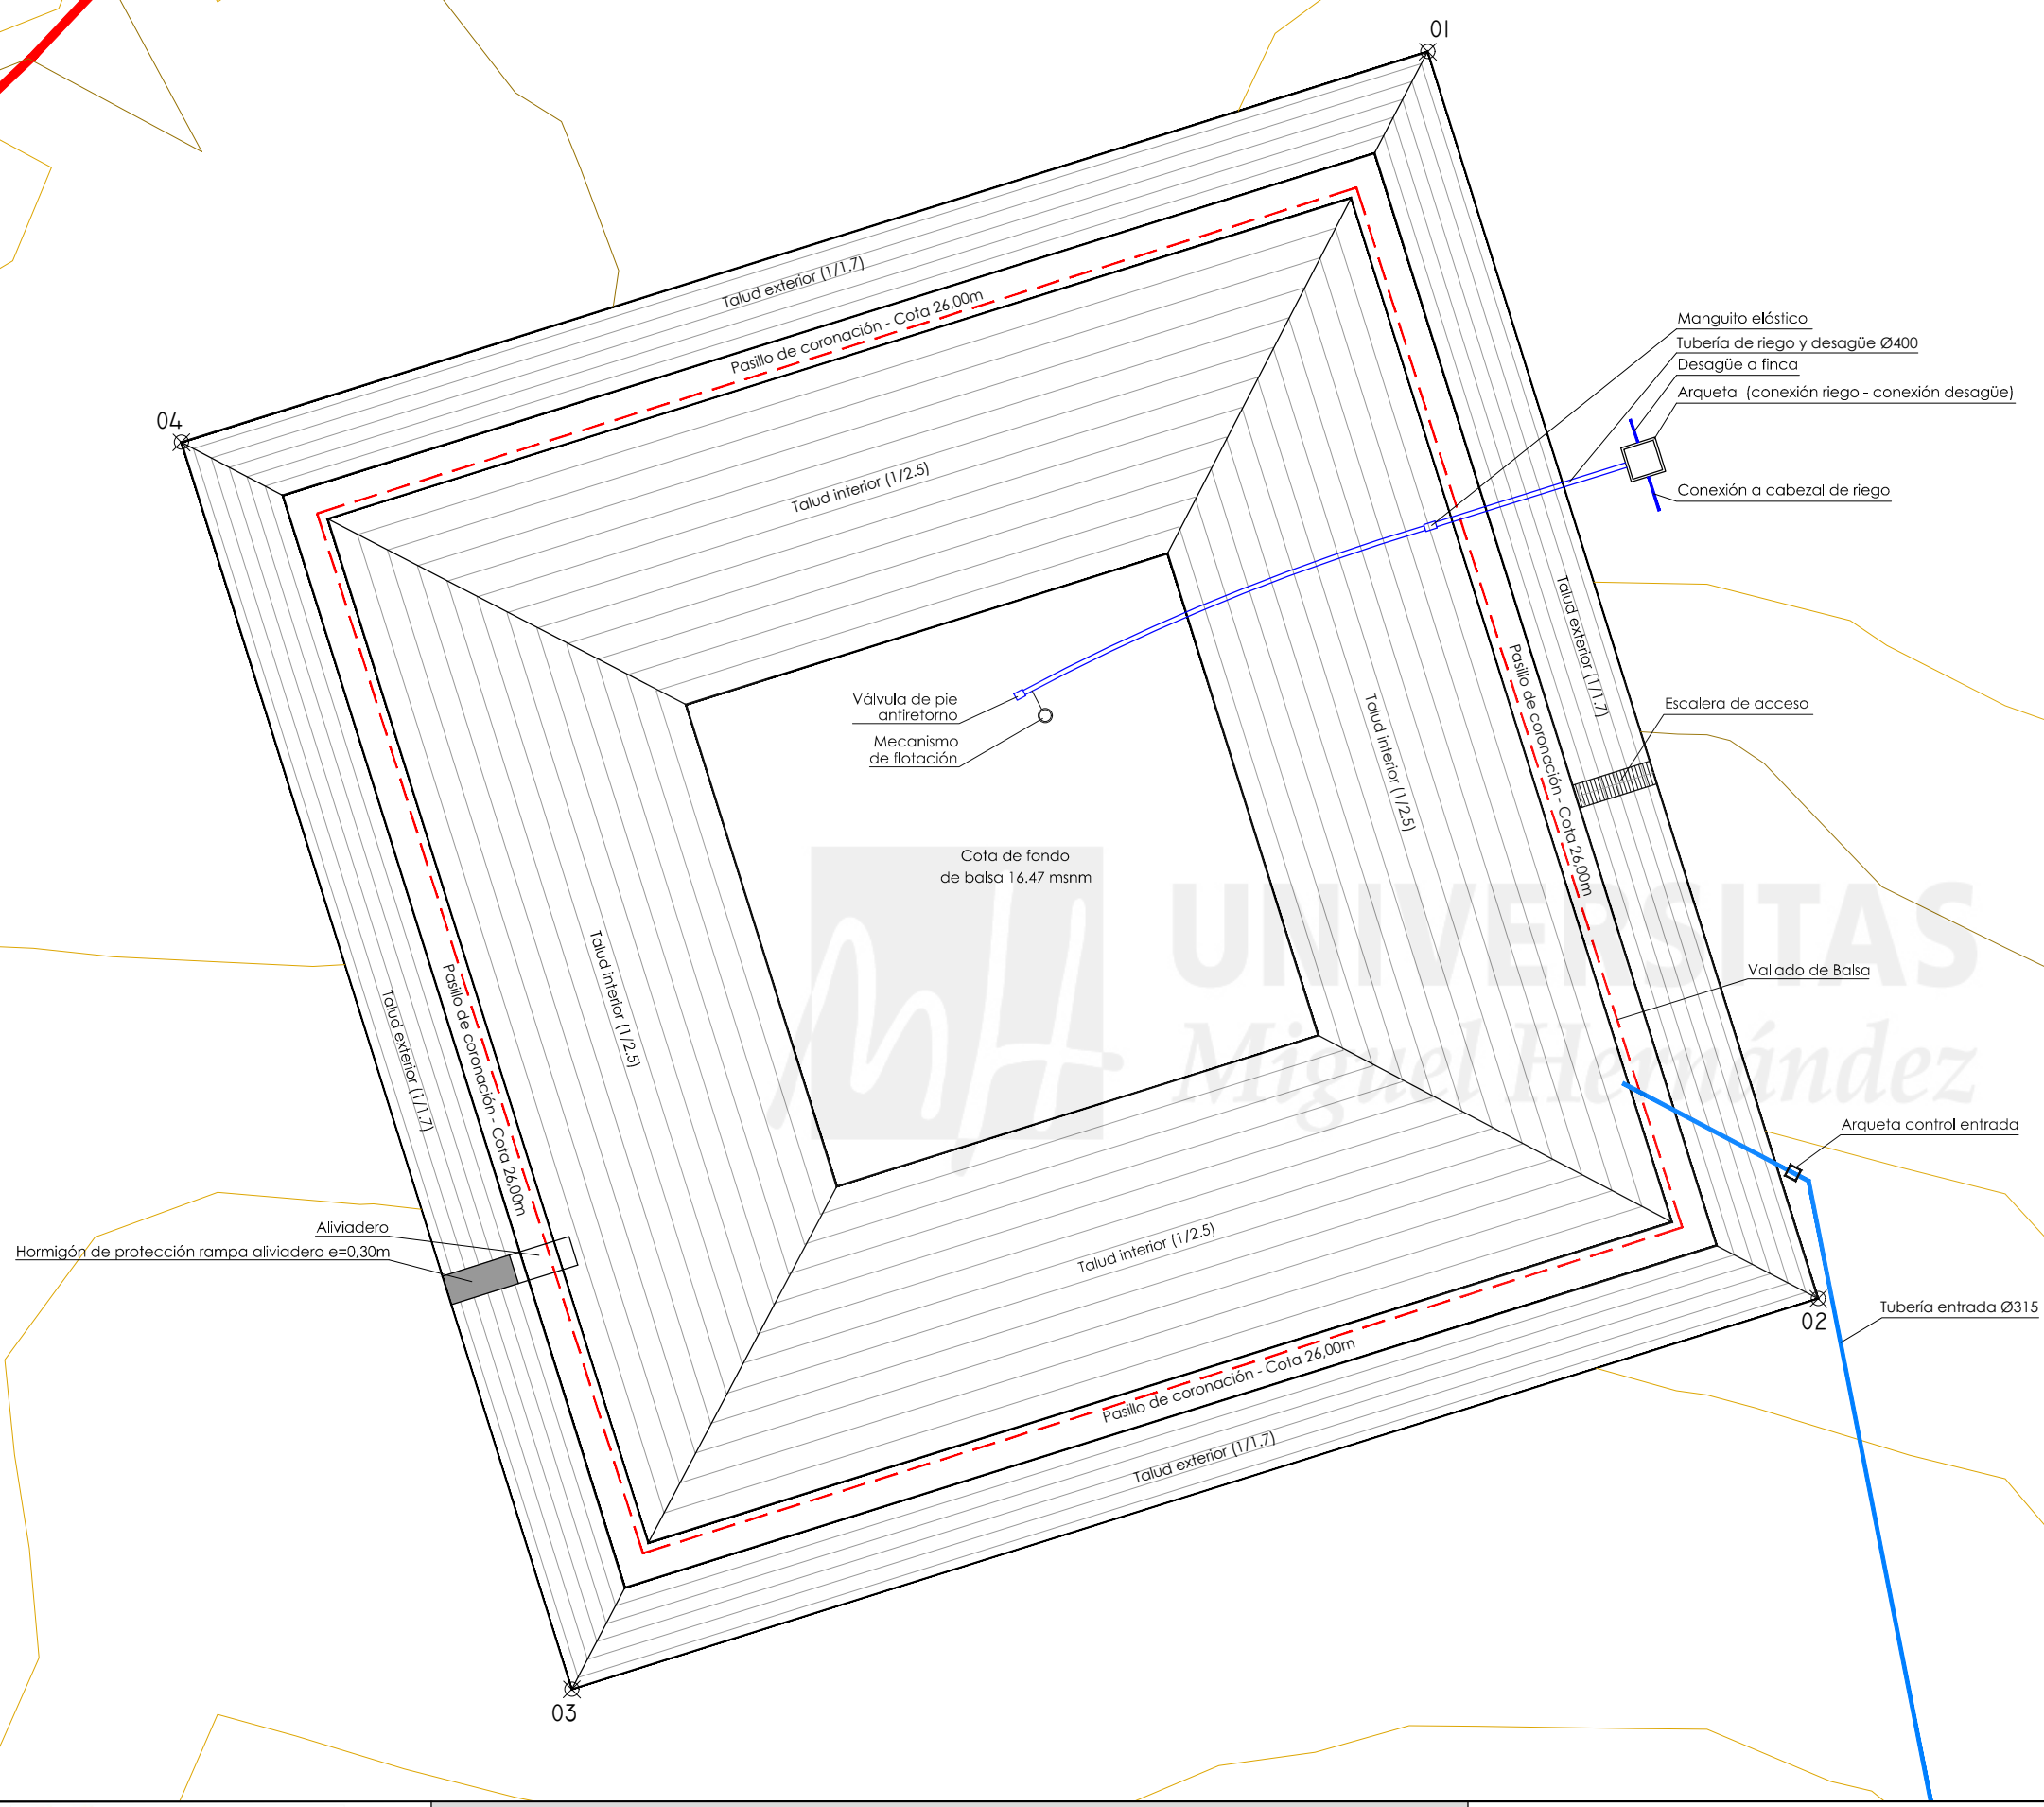 01
Talud exterior (1/1.7)
Pasillo de coronación - Cota 26,00m
Manguito elástico
Tubería de riego y desagüe Ø400
Desagüe a finca
Arqueta (conexión riego - conexión desagüe)
04
Talud interior (1/2.5)
Conexión a cabezal de riego
Talud exterior (1/1.7)
Pasillo de coronación - Cota 26,00m
Talud interior (1/2.5)
Válvula de pie
antiretorno
Mecanismo
de flotación
Escalera de acceso
Cota de fondo
de balsa 16.47 msnm
UNIVERSITAS
Miguel Hernández
Vallado de Balsa
Talud interior (1/2.5)
Pasillo de coronación - Cota 26,00m
Talud exterior (1/1.7)
Arqueta control entrada
Aliviadero
Hormigón de protección rampa aliviadero e=0,30m
Talud interior (1/2.5)
Tubería entrada Ø315
02
Pasillo de coronación - Cota 26,00m
Talud exterior (1/1.7)
03